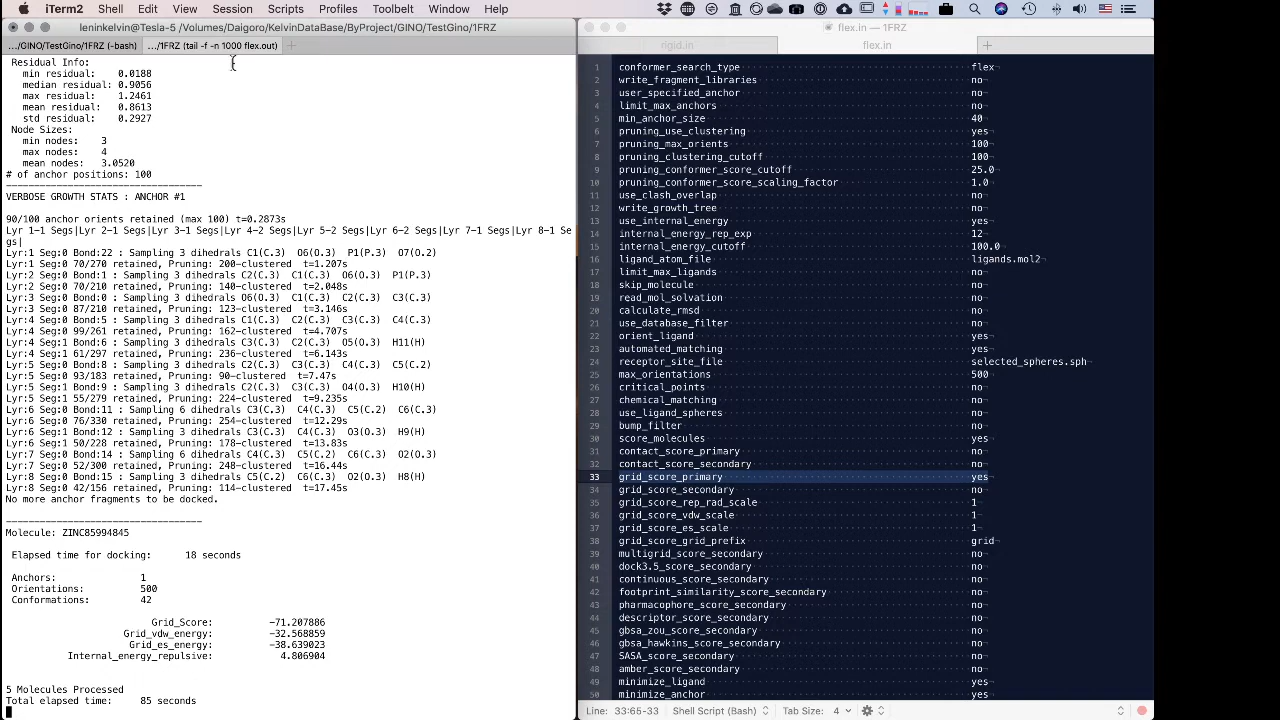 iTerm2 Shell Edit View Session Scripts Profiles Toolbelt Window Help
leninkelvin@Tesla-5 /Volumes/Daigoro/KelvinDataBase/ByProject/GINO/TestGino/1FRZ
.../GINO/TestGino/1FRZ (-bash) .../1FRZ (tail -f -n 1000 flex.out)
Residual Info:
min residual: 0.0188
median residual: 0.9056
max residual: 1.2461
mean residual: 0.8613
std residual: 0.2927
Node Sizes:
min nodes: 3
max nodes: 4
mean nodes: 3.0520
# of anchor positions: 100
-----------------------------------
VERBOSE GROWTH STATS : ANCHOR #1
90/100 anchor orients retained (max 100) t=0.2873s
Lyr 1-1 Segs|Lyr 2-1 Segs|Lyr 3-1 Segs|Lyr 4-2 Segs|Lyr 5-2 Segs|Lyr 6-2 Segs|Lyr 7-1 Segs|Lyr 8-1 Se
gs|
Lyr:1 Seg:0 Bond:22 : Sampling 3 dihedrals C1(C.3) O6(O.3) P1(P.3) O7(O.2)
Lyr:1 Seg:0 70/270 retained, Pruning: 200-clustered t=1.207s
Lyr:2 Seg:0 Bond:1 : Sampling 3 dihedrals C2(C.3) C1(C.3) O6(O.3) P1(P.3)
Lyr:2 Seg:0 70/210 retained, Pruning: 140-clustered t=2.048s
Lyr:3 Seg:0 Bond:0 : Sampling 3 dihedrals O6(O.3) C1(C.3) C2(C.3) C3(C.3)
Lyr:3 Seg:0 87/210 retained, Pruning: 123-clustered t=3.146s
Lyr:4 Seg:0 Bond:4 : Sampling 3 dihedrals C1(C.3) C2(C.3) C3(C.3) C4(C.3)
Lyr:4 Seg:0 99/261 retained, Pruning: 162-clustered t=4.707s
Lyr:4 Seg:1 Bond:6 : Sampling 3 dihedrals C3(C.3) C2(C.3) O5(O.3) H11(H)
Lyr:4 Seg:1 61/297 retained, Pruning: 236-clustered t=6.143s
Lyr:5 Seg:0 Bond:8 : Sampling 3 dihedrals C2(C.3) C3(C.3) C4(C.3) C5(C.2)
Lyr:5 Seg:0 93/183 retained, Pruning: 90-clustered t=7.47s
Lyr:5 Seg:1 Bond:9 : Sampling 3 dihedrals C2(C.3) C3(C.3) O4(O.3) H10(H)
Lyr:5 Seg:1 55/279 retained, Pruning: 224-clustered t=9.235s
Lyr:6 Seg:0 Bond:11 : Sampling 6 dihedrals C3(C.3) C4(C.3) C5(C.2) C6(C.3)
Lyr:6 Seg:0 76/330 retained, Pruning: 254-clustered t=12.29s
Lyr:6 Seg:1 Bond:12 : Sampling 3 dihedrals C3(C.3) C4(C.3) O3(O.3) H9(H)
Lyr:6 Seg:1 50/228 retained, Pruning: 178-clustered t=13.83s
Lyr:7 Seg:0 Bond:14 : Sampling 6 dihedrals C4(C.3) C5(C.2) C6(C.3) O2(O.3)
Lyr:7 Seg:0 52/300 retained, Pruning: 248-clustered t=16.44s
Lyr:8 Seg:0 Bond:15 : Sampling 3 dihedrals C5(C.2) C6(C.3) O2(O.3) H8(H)
Lyr:8 Seg:0 42/156 retained, Pruning: 114-clustered t=17.45s
No more anchor fragments to be docked.
-----------------------------------
Molecule: ZINC85994845
Elapsed time for docking: 18 seconds
Anchors: 1
Orientations: 500
Conformations: 42
Grid_Score: -71.207886
Grid_vdw_energy: -32.568859
Grid_es_energy: -38.639023
Internal_energy_repulsive: 4.806904
5 Molecules Processed
Total elapsed time: 85 seconds
flex.in — 1FRZ
rigid.in flex.in
1 conformer_search_type flex
2 write_fragment_libraries no
3 user_specified_anchor no
4 limit_max_anchors no
5 min_anchor_size 40
6 pruning_use_clustering yes
7 pruning_max_orients 100
8 pruning_clustering_cutoff 100
9 pruning_conformer_score_cutoff 25.0
10 pruning_conformer_score_scaling_factor 1.0
11 use_clash_overlap no
12 write_growth_tree no
13 use_internal_energy yes
14 internal_energy_rep_exp 12
15 internal_energy_cutoff 100.0
16 ligand_atom_file ligands.mol2
17 limit_max_ligands no
18 skip_molecule no
19 read_mol_solvation no
20 calculate_rmsd no
21 use_database_filter no
22 orient_ligand yes
23 automated_matching yes
24 receptor_site_file selected_spheres.sph
25 max_orientations 500
26 critical_points no
27 chemical_matching no
28 use_ligand_spheres no
29 bump_filter no
30 score_molecules yes
31 contact_score_primary no
32 contact_score_secondary no
33 grid_score_primary yes
34 grid_score_secondary no
35 grid_score_rep_rad_scale 1
36 grid_score_vdw_scale 1
37 grid_score_es_scale 1
38 grid_score_grid_prefix grid
39 multigrid_score_secondary no
40 dock3.5_score_secondary no
41 continuous_score_secondary no
42 footprint_similarity_score_secondary no
43 pharmacophore_score_secondary no
44 descriptor_score_secondary no
45 gbsa_zou_score_secondary no
46 gbsa_hawkins_score_secondary no
47 SASA_score_secondary no
48 amber_score_secondary no
49 minimize_ligand yes
50 minimize_anchor yes
Line: 33:65-33 Shell Script (Bash) Tab Size: 4